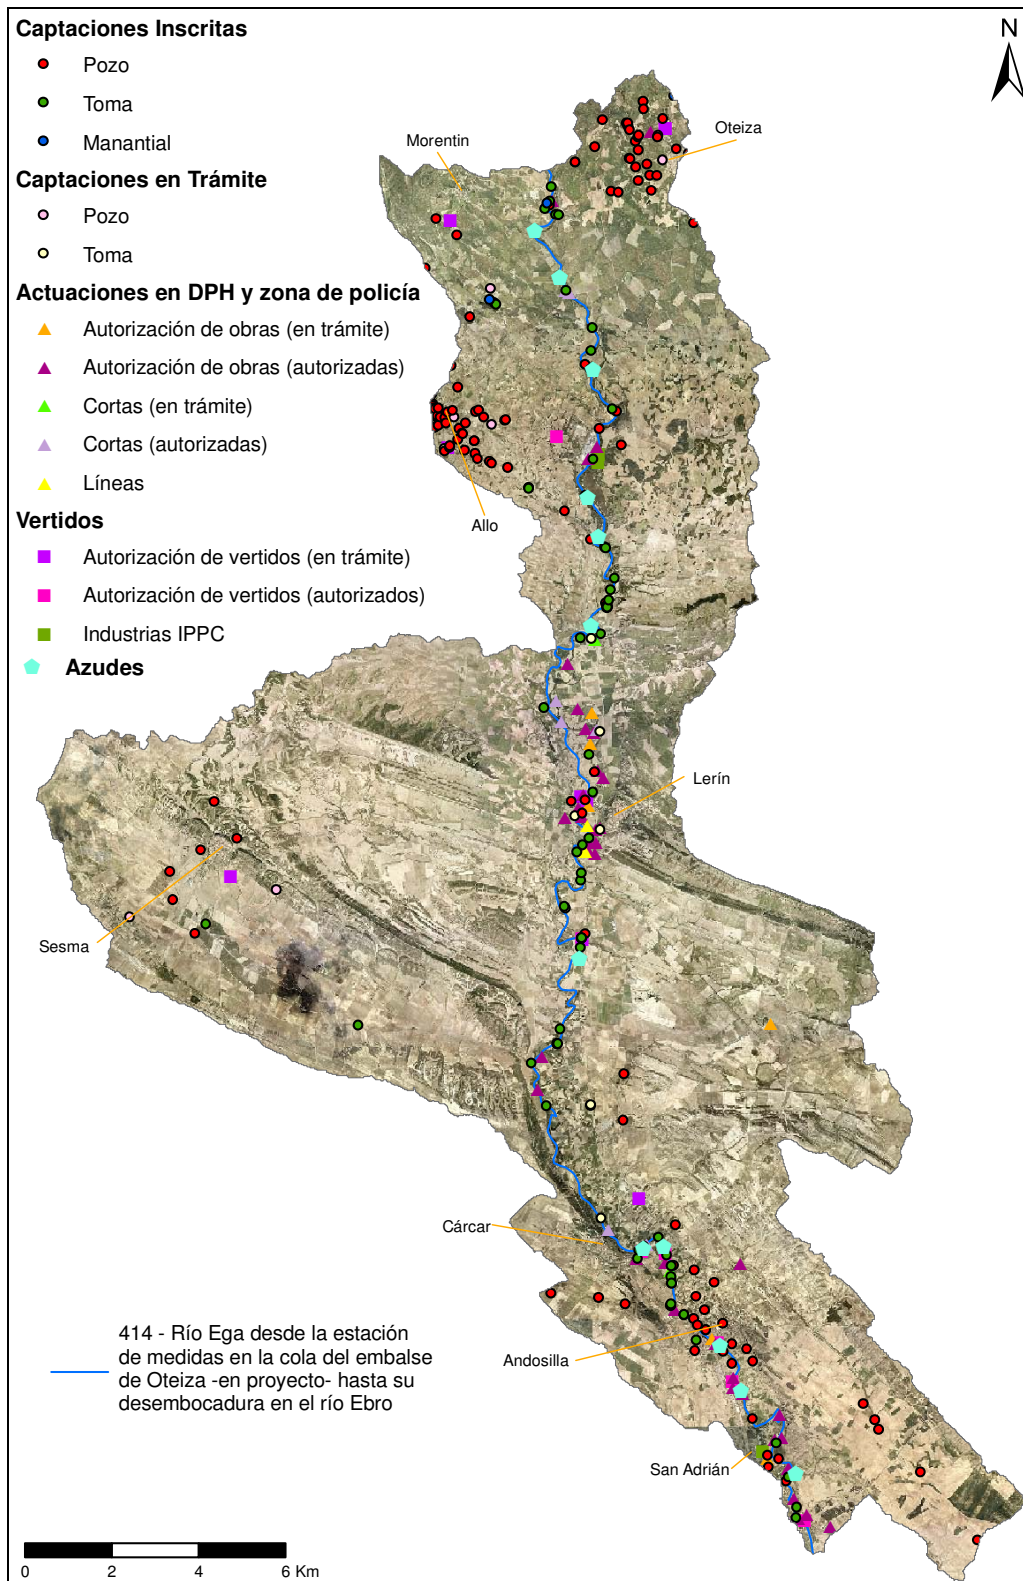 Captaciones Inscritas
Pozo
Toma
Manantial
Captaciones en Trámite
Pozo
Toma
Actuaciones en DPH y zona de policía
Autorización de obras (en trámite)
Autorización de obras (autorizadas)
Cortas (en trámite)
Cortas (autorizadas)
Líneas
Vertidos
Autorización de vertidos (en trámite)
Autorización de vertidos (autorizados)
Industrias IPPC
Azudes
N
Morentin
Oteiza
Allo
Lerín
Sesma
Cárcar
Andosilla
San Adrián
414 - Río Ega desde la estación
de medidas en la cola del embalse
de Oteiza -en proyecto- hasta su
desembocadura en el río Ebro
0 2 4 6 Km